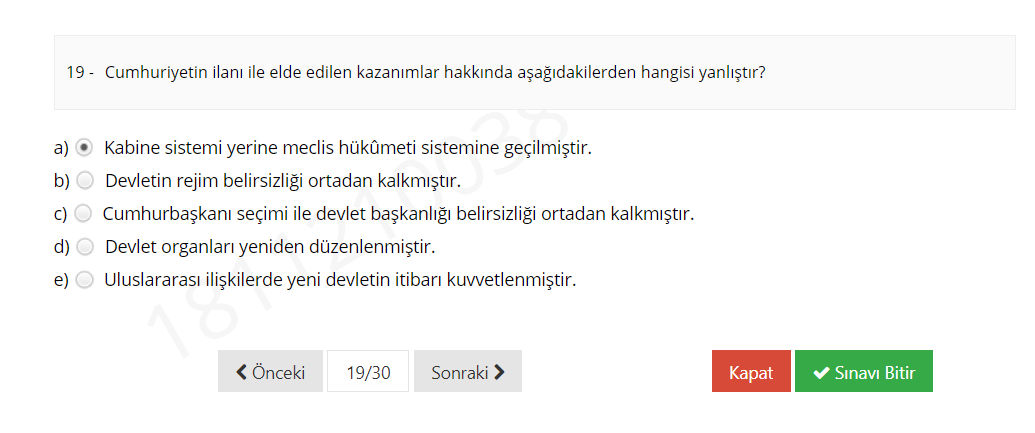 19 - Cumhuriyetin ilanı ile elde edilen kazanımlar hakkında aşağıdakilerden hangisi yanlıştır?
a) Kabine sistemi yerine meclis hükûmeti sistemine geçilmiştir.
b) Devletin rejim belirsizliği ortadan kalkmıştır.
c) Cumhurbaşkanı seçimi ile devlet başkanlığı belirsizliği ortadan kalkmıştır.
d) Devlet organları yeniden düzenlenmiştir.
e) Uluslararası ilişkilerde yeni devletin itibarı kuvvetlenmiştir.
Önceki 19/30 Sonraki Kapat Sınavı Bitir